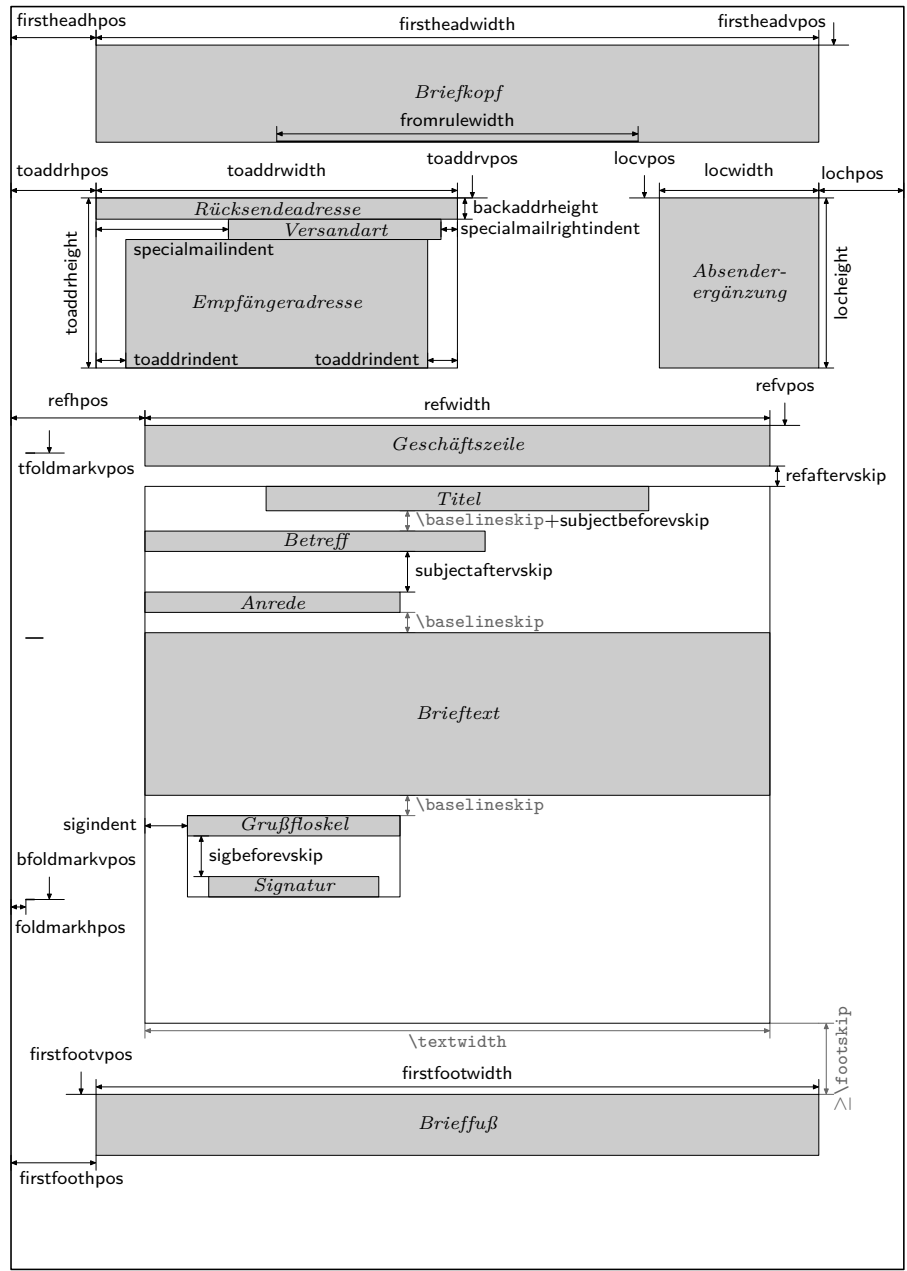 firstheadhpos
firstheadwidth
firstheadvpos
Briefkopf
fromrulewidth
toaddrhpos
toaddrwidth
toaddrvpos
locvpos
locwidth
lochpos
Rücksendeadresse
backaddrheight
Versandart
specialmailrightindent
specialmailindent
toaddrheight
Empfängeradresse
Absender-
ergänzung
locheight
toaddrindent
toaddrindent
refhpos
refwidth
refvpos
Geschäftszeile
tfoldmarkvpos
refaftervskip
Titel
\baselineskip+subjectbeforevskip
Betreff
subjectaftervskip
Anrede
\baselineskip
Brieftext
\baselineskip
sigindent
Grußfloskel
sigbeforevskip
bfoldmarkvpos
Signatur
foldmarkhpos
\textwidth
≥\footskip
firstfootvpos
firstfootwidth
Brieffuß
firstfoothpos